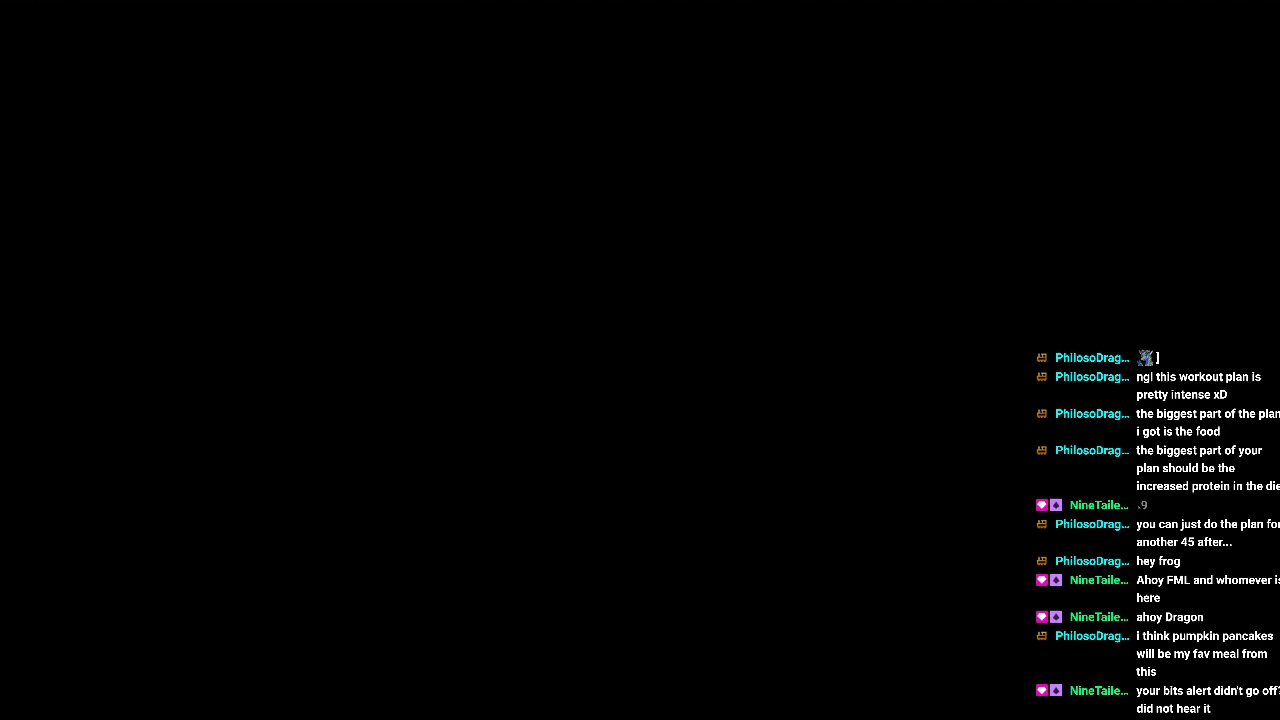 PhilosoDrag... ]
PhilosoDrag... ngl this workout plan is
pretty intense xD
PhilosoDrag... the biggest part of the plan
i got is the food
PhilosoDrag... the biggest part of your
plan should be the
increased protein in the die
NineTaile... .9
PhilosoDrag... you can just do the plan for
another 45 after...
PhilosoDrag... hey frog
NineTaile... Ahoy FML and whomever is
here
NineTaile... ahoy Dragon
PhilosoDrag... i think pumpkin pancakes
will be my fav meal from
this
NineTaile... your bits alert didn't go off?
did not hear it